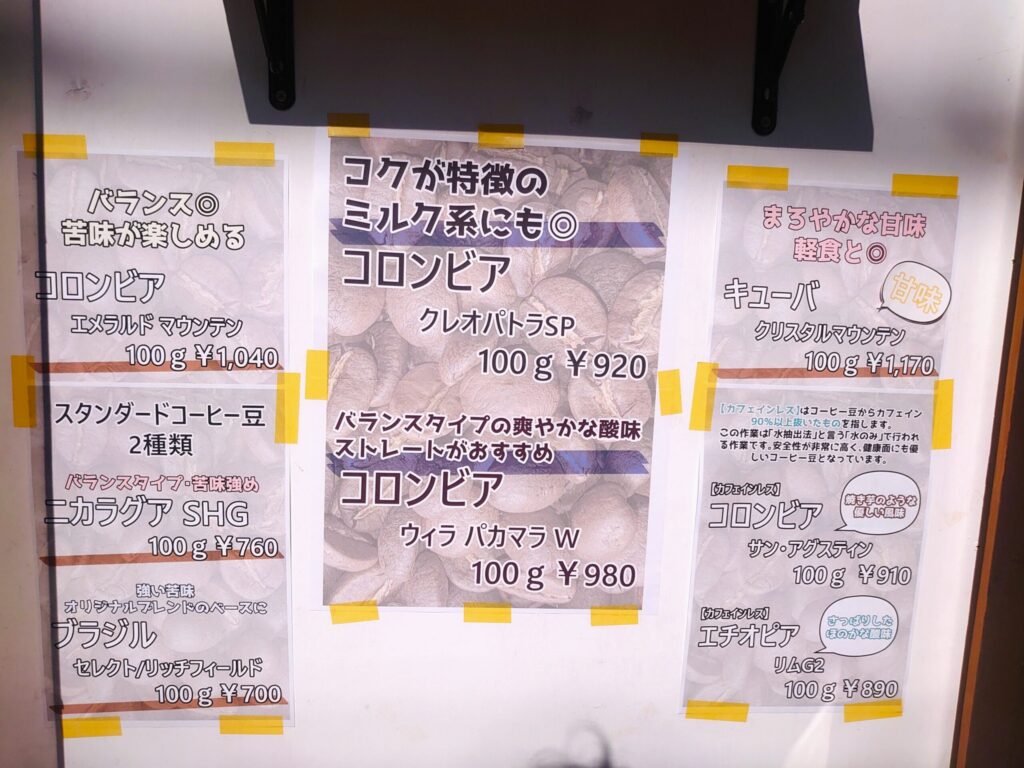 バランス◎
苦味が楽しめる
コロンビア
エメラルド マウンテン
100g ¥1,040
スタンダードコーヒー豆
2種類
バランスタイプ・苦味強め
ニカラグア SHG
100g ¥760
強い苦味
オリジナルブレンドのベースに
ブラジル
セレクト/リッチフィールド
100g ¥700
コクが特徴の
ミルク系にも◎
コロンビア
クレオパトラSP
100g ¥920
バランスタイプの爽やかな酸味
ストレートがおすすめ
コロンビア
ウィラ パカマラ W
100g ¥980
まろやかな甘味
軽食と◎
キューバ
甘味
クリスタルマウンテン
100g ¥1,170
【カフェインレス】はコーヒー豆からカフェイン
90%以上抜いたものを指します。
この作業は「水抽出法」と言う「水のみ」で行われ
る作業です。安全性が非常に高く、健康面にも優
しいコーヒー豆となっています。
【カフェインレス】
コロンビア
焼き芋のような
優しい風味
サン・アグスティン
100g ¥910
【カフェインレス】
エチオピア
さっぱりした
ほのかな酸味
リムG2
100g ¥890